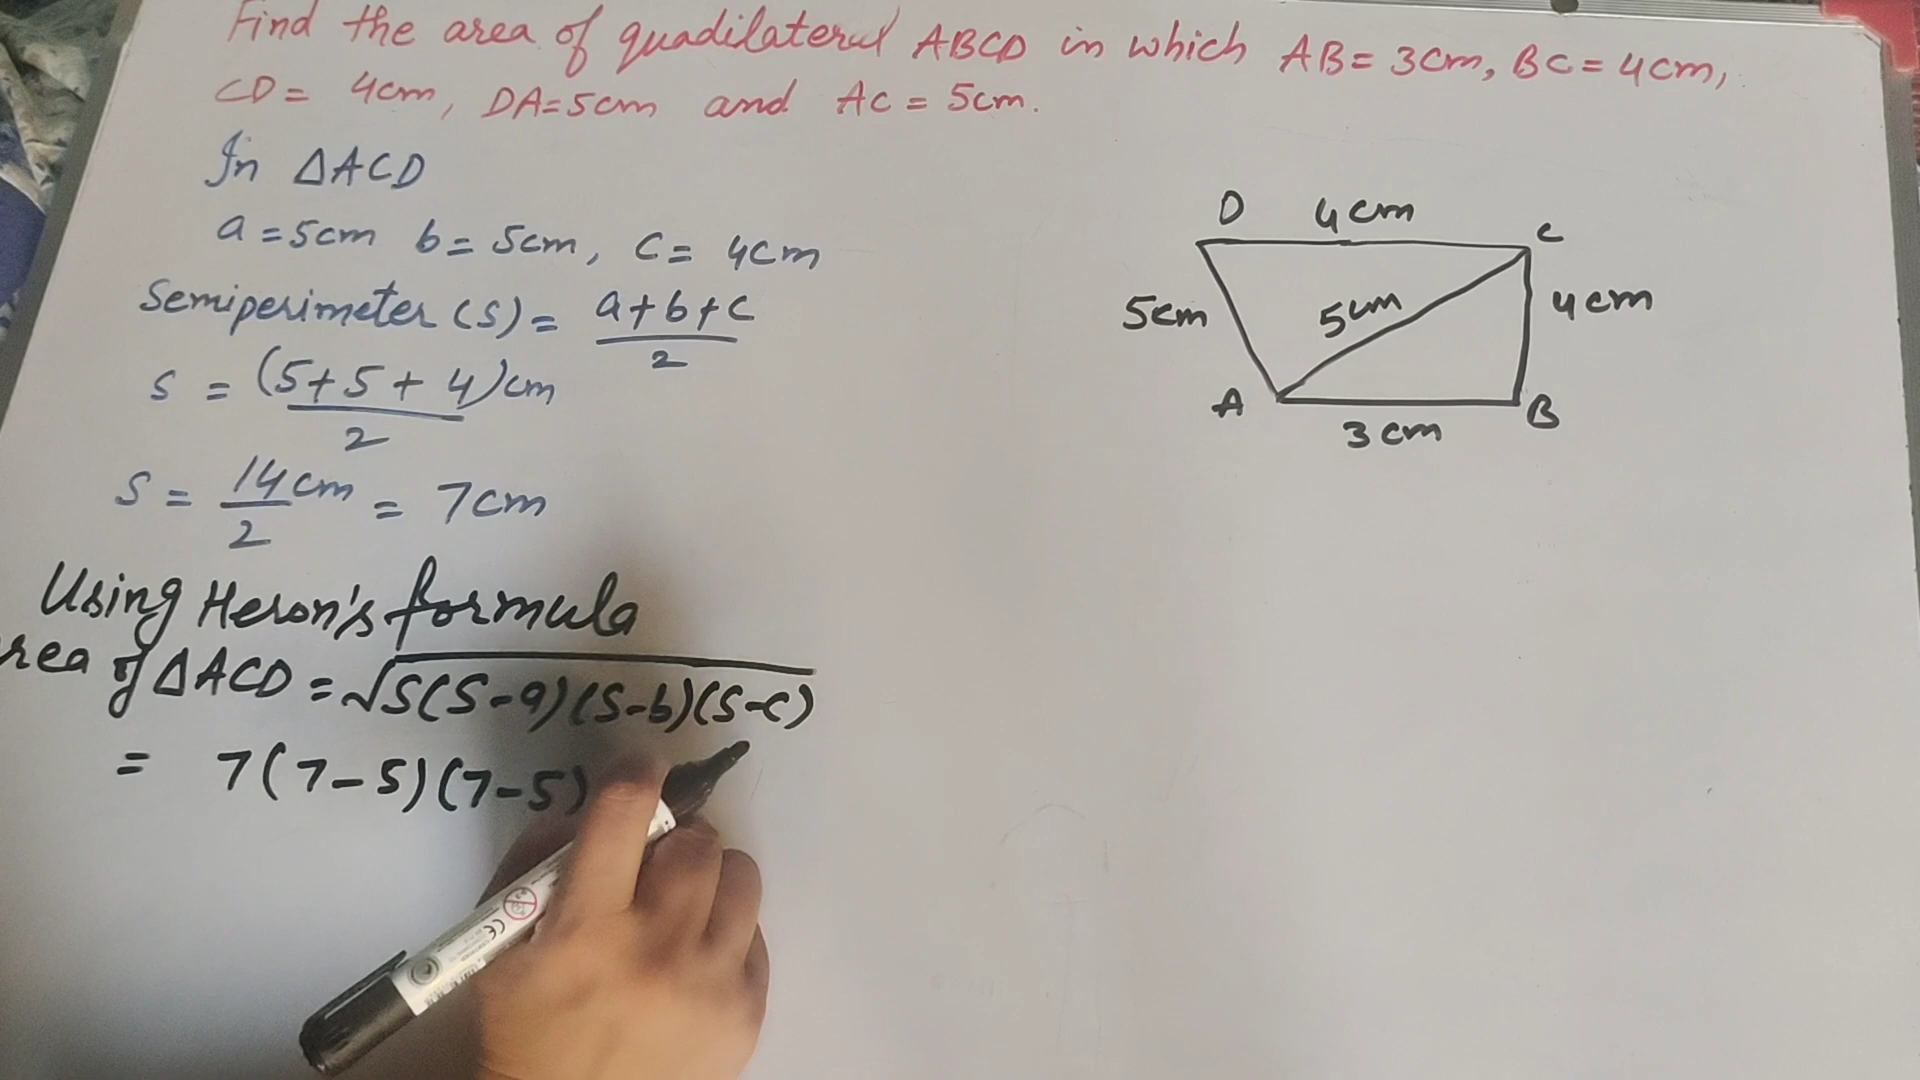 Find the area of quadilateral ABCD in which AB = 3cm, BC = 4cm,
CD = 4cm, DA=5cm and AC = 5cm.
In ΔACD
a = 5cm b = 5cm, c = 4cm
Semiperimeter (S) = a+b+c / 2
S = (5+5+4)cm / 2
S = 14cm / 2 = 7cm
Using Heron's formula
rea of ΔACD = √S(S-a)(S-b)(S-c)
= 7(7-5)(7-5)
D 4cm C
5cm 5cm 4cm
A B
3cm
CE